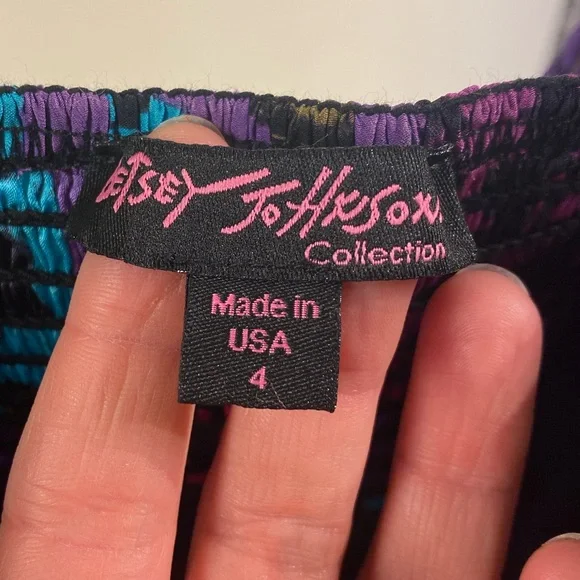 BETSEY JOHNSON.
Collection
Made in
USA
4